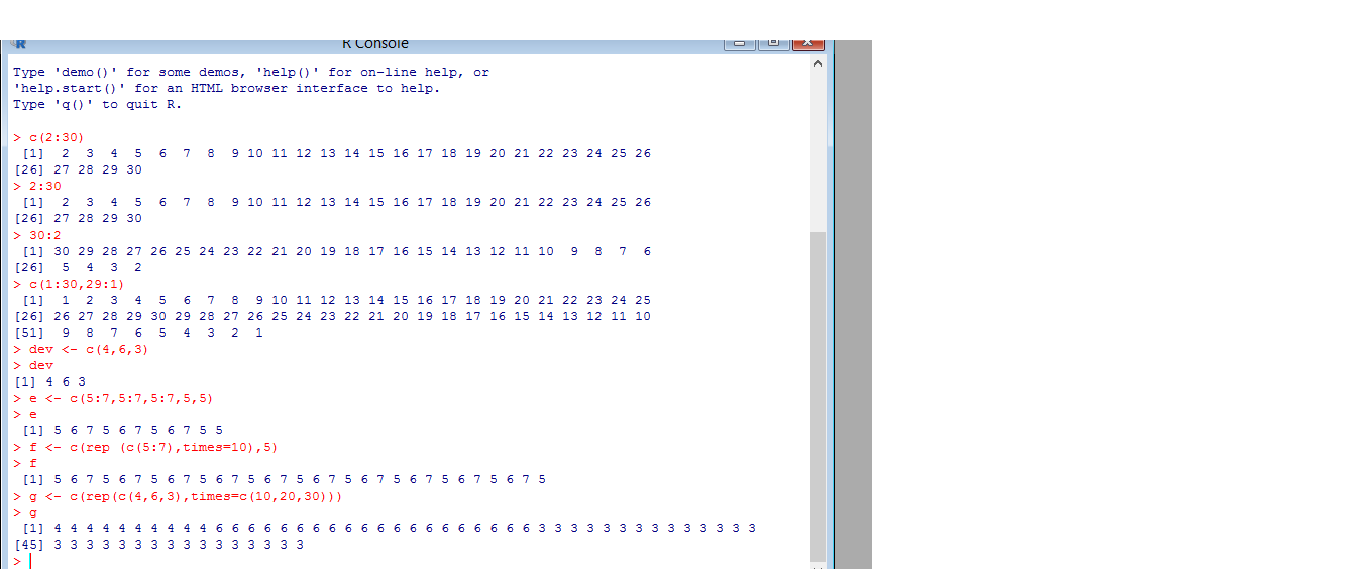 R Console
Type 'demo()' for some demos, 'help()' for on-line help, or
'help.start()' for an HTML browser interface to help.
Type 'q()' to quit R.
> c(2:30)
 [1]  2  3  4  5  6  7  8  9 10 11 12 13 14 15 16 17 18 19 20 21 22 23 24 25 26
[26] 27 28 29 30
> 2:30
 [1]  2  3  4  5  6  7  8  9 10 11 12 13 14 15 16 17 18 19 20 21 22 23 24 25 26
[26] 27 28 29 30
> 30:2
 [1] 30 29 28 27 26 25 24 23 22 21 20 19 18 17 16 15 14 13 12 11 10  9  8  7  6
[26]  5  4  3  2
> c(1:30,29:1)
 [1]  1  2  3  4  5  6  7  8  9 10 11 12 13 14 15 16 17 18 19 20 21 22 23 24 25
[26] 26 27 28 29 30 29 28 27 26 25 24 23 22 21 20 19 18 17 16 15 14 13 12 11 10
[51]  9  8  7  6  5  4  3  2  1
> dev <- c(4,6,3)
> dev
[1] 4 6 3
> e <- c(5:7,5:7,5:7,5,5)
> e
 [1] 5 6 7 5 6 7 5 6 7 5 5
> f <- c(rep (c(5:7),times=10),5)
> f
 [1] 5 6 7 5 6 7 5 6 7 5 6 7 5 6 7 5 6 7 5 6 7 5 6 7 5 6 7 5 6 7 5
> g <- c(rep(c(4,6,3),times=c(10,20,30)))
> g
 [1] 4 4 4 4 4 4 4 4 4 4 6 6 6 6 6 6 6 6 6 6 6 6 6 6 6 6 6 6 6 6 3 3 3 3 3 3 3 3 3 3 3 3 3 3
[45] 3 3 3 3 3 3 3 3 3 3 3 3 3 3 3 3
>